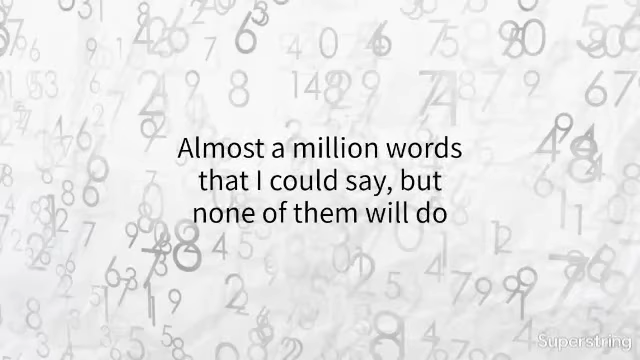 Almost a million words
that I could say, but
none of them will do
Superstring